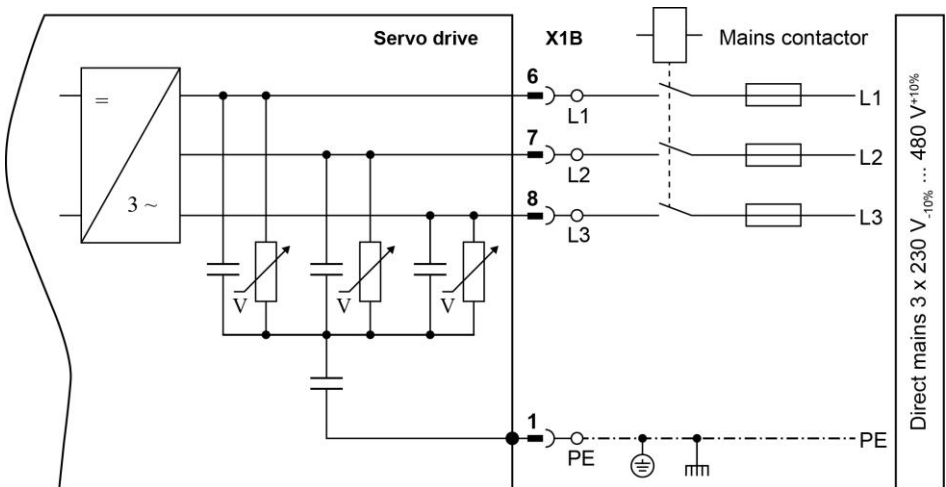 Servo drive
X1B
Mains contactor
=
3 ~
6
L1
L1
7
L2
L2
8
L3
L3
V
V
V
1
PE
PE
Direct mains 3 x 230 V-10% ... 480 V+10%